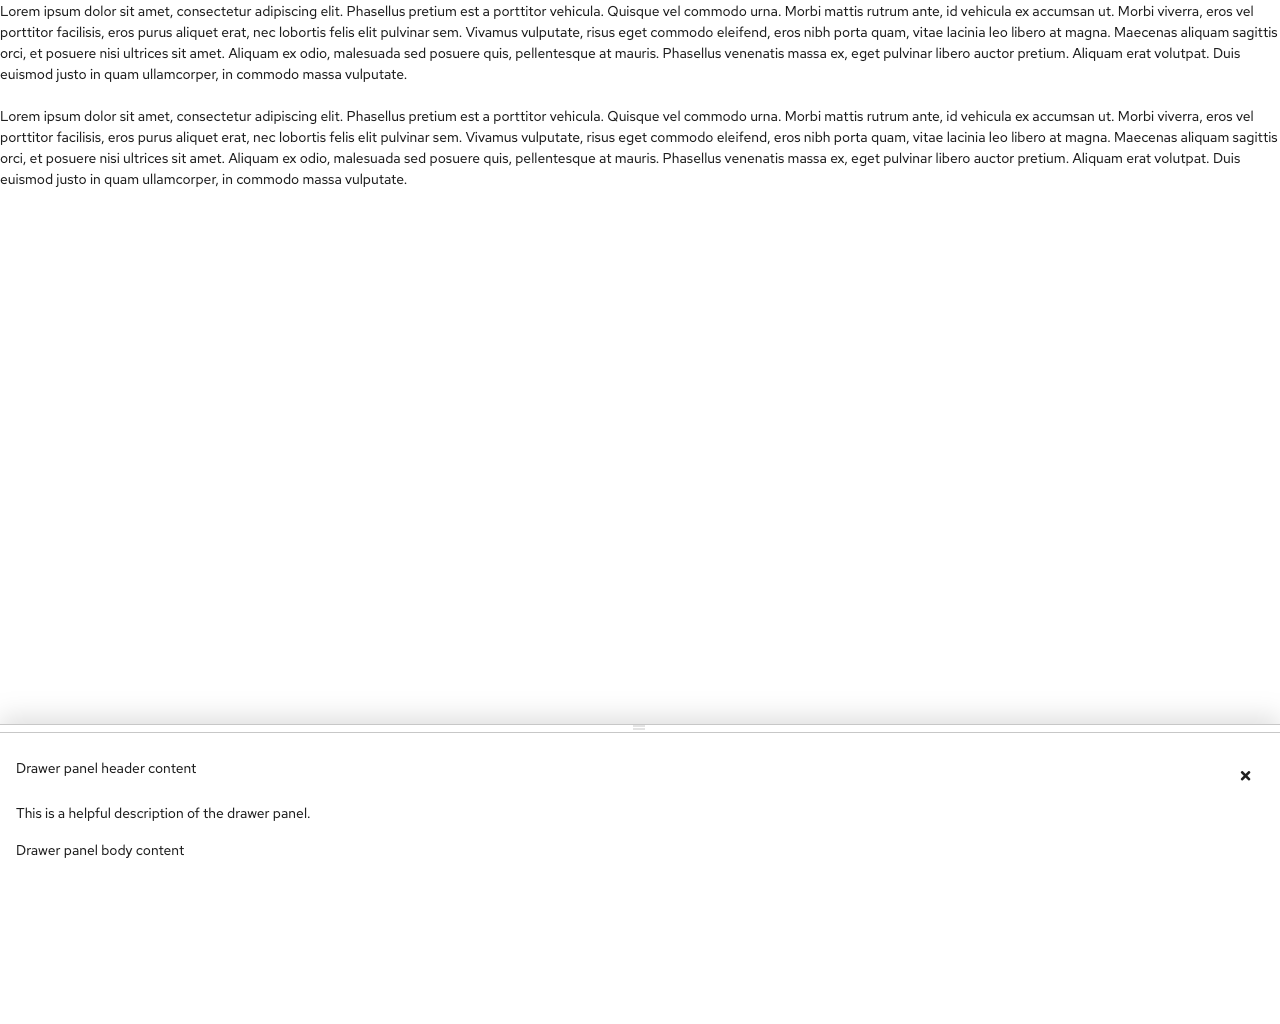 Lorem ipsum dolor sit amet, consectetur adipiscing elit. Phasellus pretium est a porttitor vehicula. Quisque vel commodo urna. Morbi mattis rutrum ante, id vehicula ex accumsan ut. Morbi viverra, eros vel
porttitor facilisis, eros purus aliquet erat, nec lobortis felis elit pulvinar sem. Vivamus vulputate, risus eget commodo eleifend, eros nibh porta quam, vitae lacinia leo libero at magna. Maecenas aliquam sagittis
orci, et posuere nisi ultrices sit amet. Aliquam ex odio, malesuada sed posuere quis, pellentesque at mauris. Phasellus venenatis massa ex, eget pulvinar libero auctor pretium. Aliquam erat volutpat. Duis
euismod justo in quam ullamcorper, in commodo massa vulputate.
Lorem ipsum dolor sit amet, consectetur adipiscing elit. Phasellus pretium est a porttitor vehicula. Quisque vel commodo urna. Morbi mattis rutrum ante, id vehicula ex accumsan ut. Morbi viverra, eros vel
porttitor facilisis, eros purus aliquet erat, nec lobortis felis elit pulvinar sem. Vivamus vulputate, risus eget commodo eleifend, eros nibh porta quam, vitae lacinia leo libero at magna. Maecenas aliquam sagittis
orci, et posuere nisi ultrices sit amet. Aliquam ex odio, malesuada sed posuere quis, pellentesque at mauris. Phasellus venenatis massa ex, eget pulvinar libero auctor pretium. Aliquam erat volutpat. Duis
euismod justo in quam ullamcorper, in commodo massa vulputate.
Drawer panel header content
This is a helpful description of the drawer panel.
Drawer panel body content